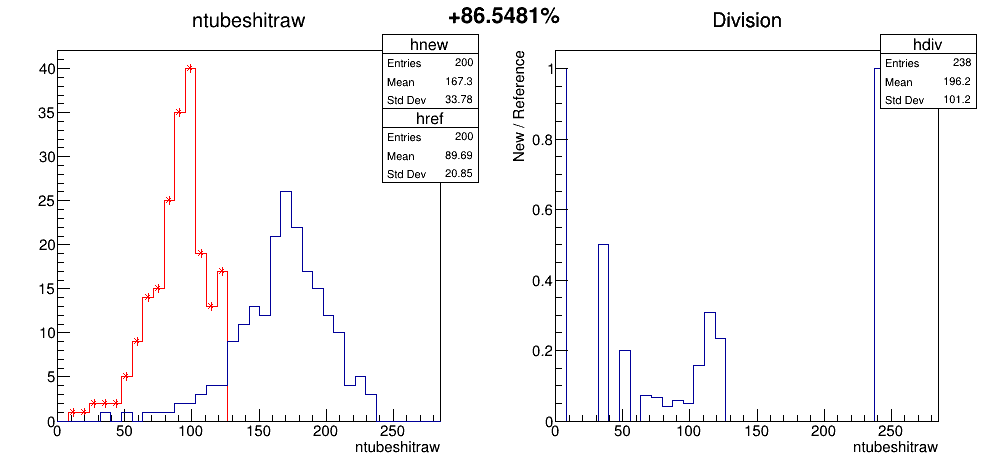 +86.5481%
ntubeshitraw
hnew
Entries 200
Mean 167.3
Std Dev 33.78
href
Entries 200
Mean 89.69
Std Dev 20.85
40
35
30
25
20
15
10
5
0
0 50 100 150 200 250
ntubeshitraw
Division
hdiv
Entries 238
Mean 196.2
Std Dev 101.2
New / Reference
1
0.8
0.6
0.4
0.2
0
0 50 100 150 200 250
ntubeshitraw